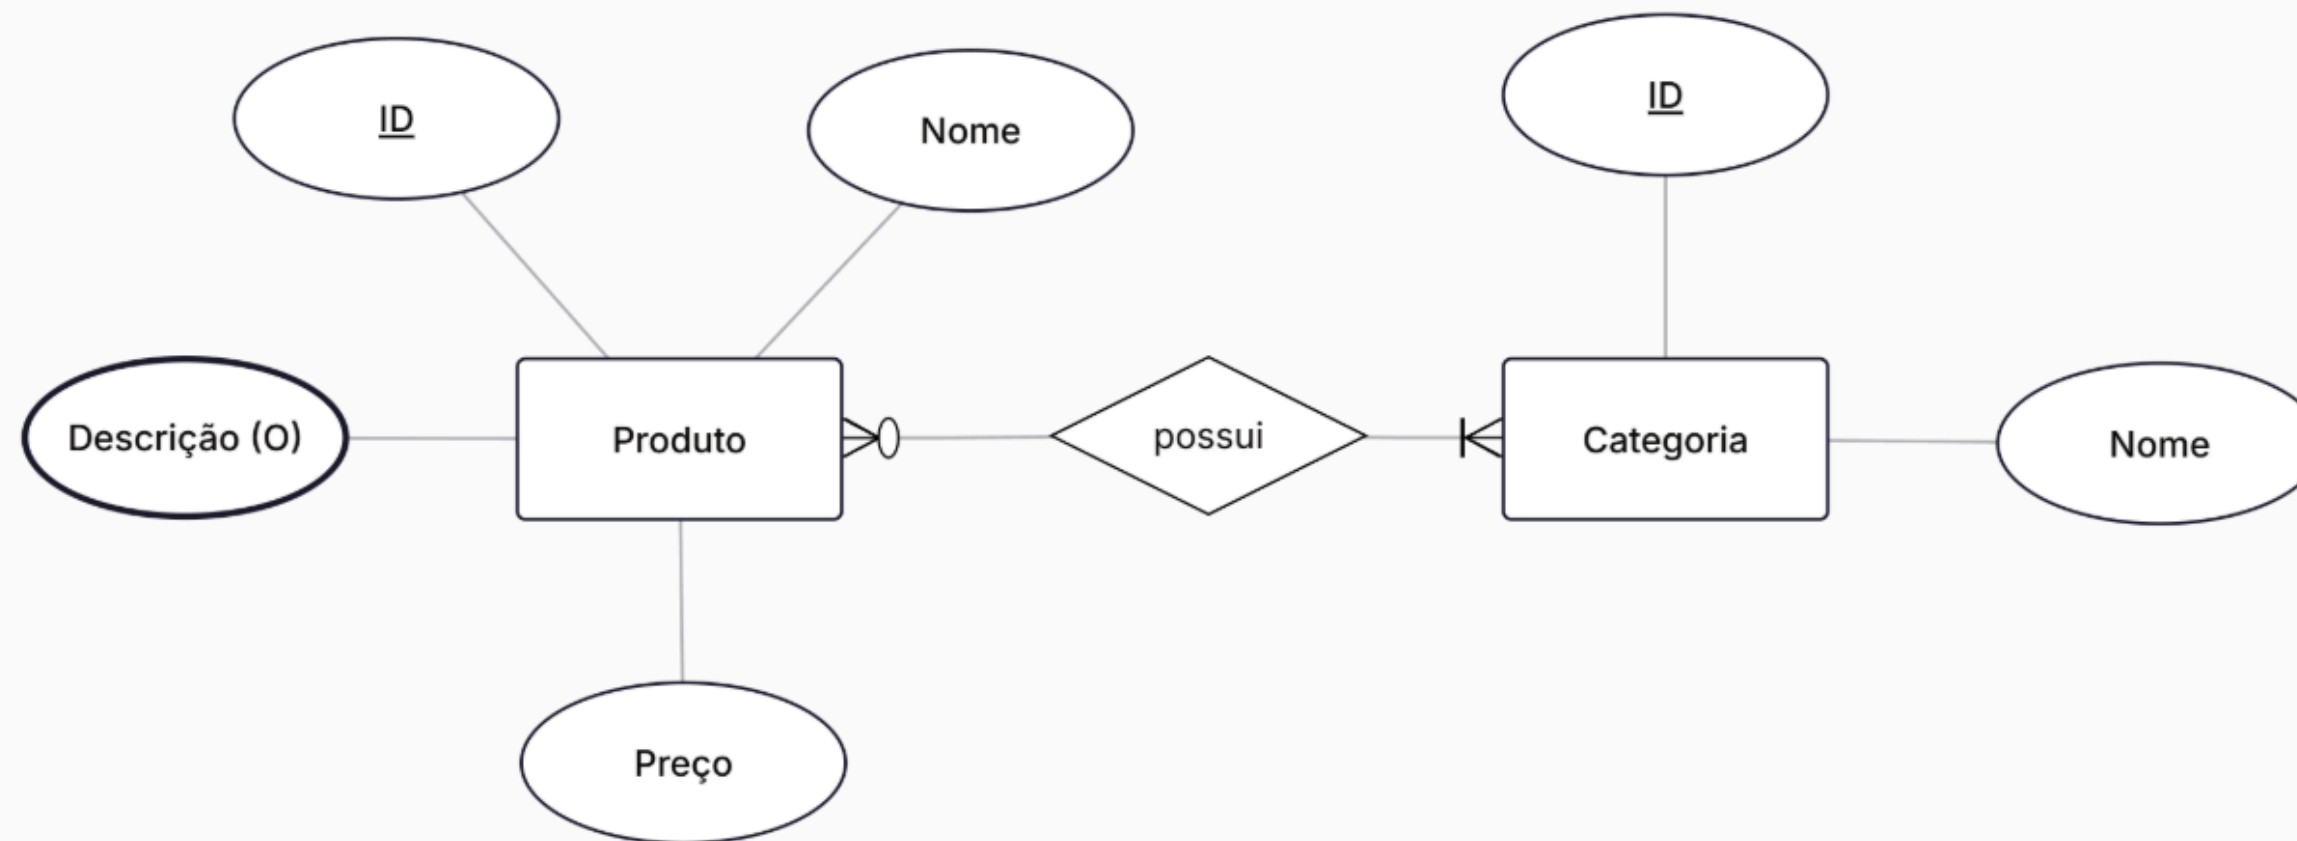 ID
Nome
ID
Descrição (O)
Produto
possui
Categoria
Nome
Preço